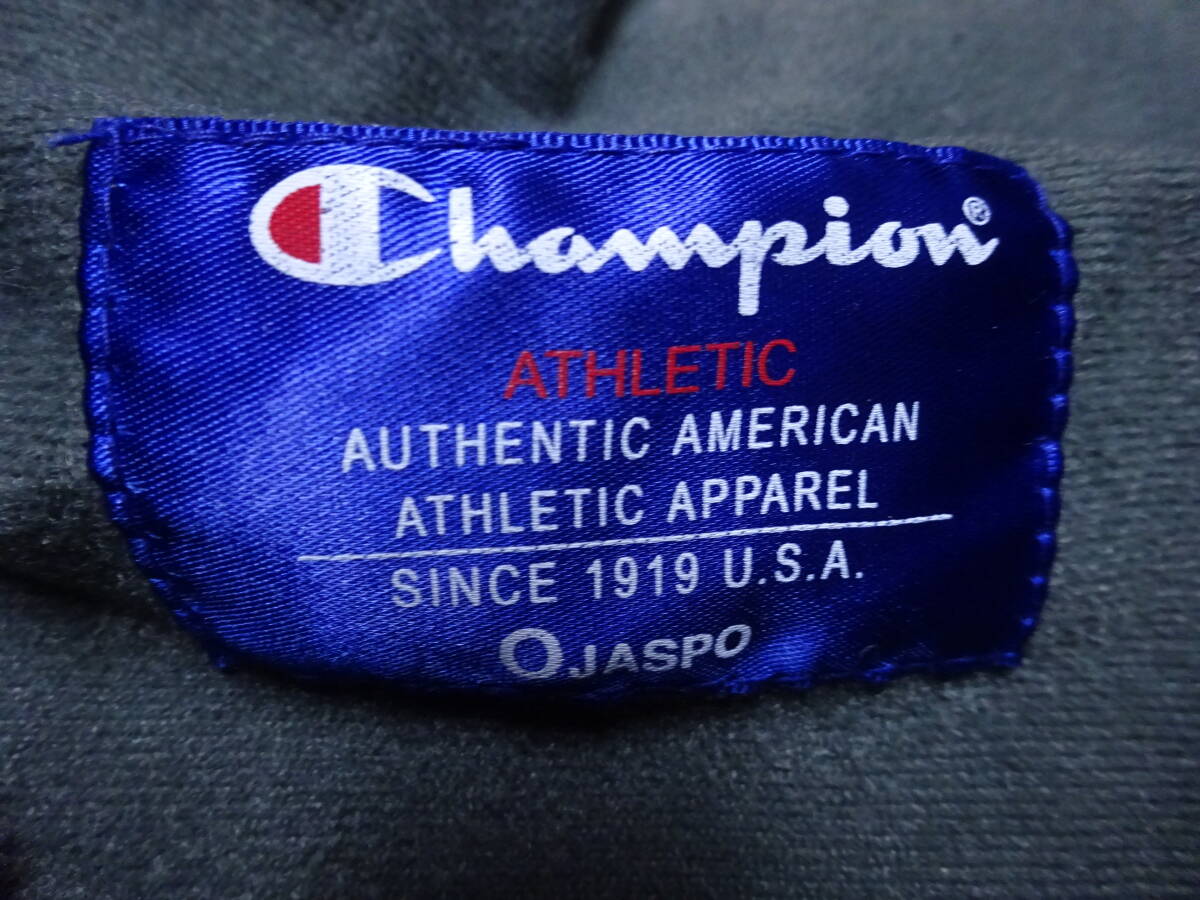 Champion®
ATHLETIC
AUTHENTIC AMERICAN
ATHLETIC APPAREL
SINCE 1919 U.S.A.
O JASPO